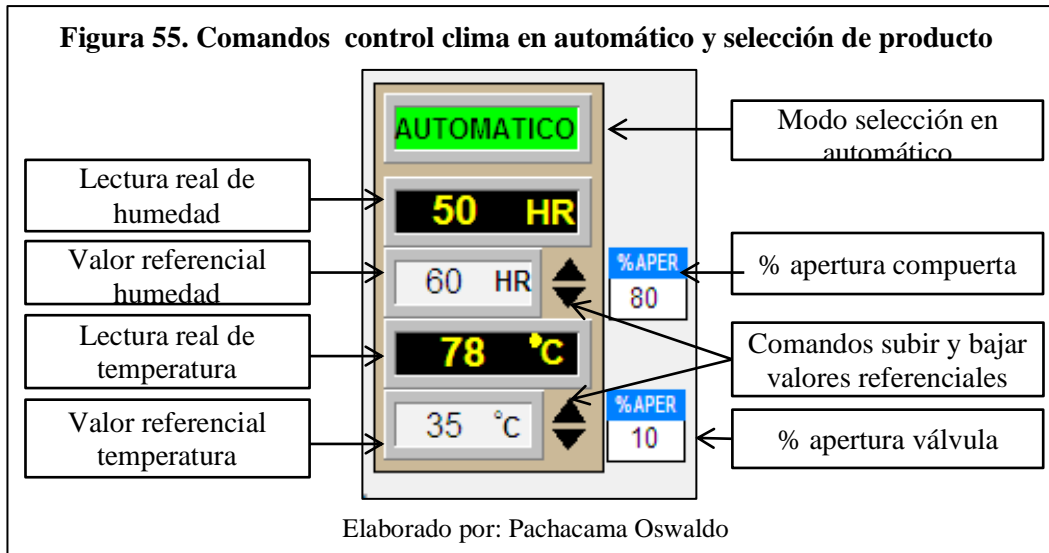 Figura 55. Comandos control clima en automático y selección de producto
AUTOMATICO
Modo selección en
automático
Lectura real de
humedad
50 HR
Valor referencial
humedad
60 HR
%APER
80
% apertura compuerta
Lectura real de
temperatura
78 °C
Comandos subir y bajar
valores referenciales
Valor referencial
temperatura
35 °C
%APER
10
% apertura válvula
Elaborado por: Pachacama Oswaldo